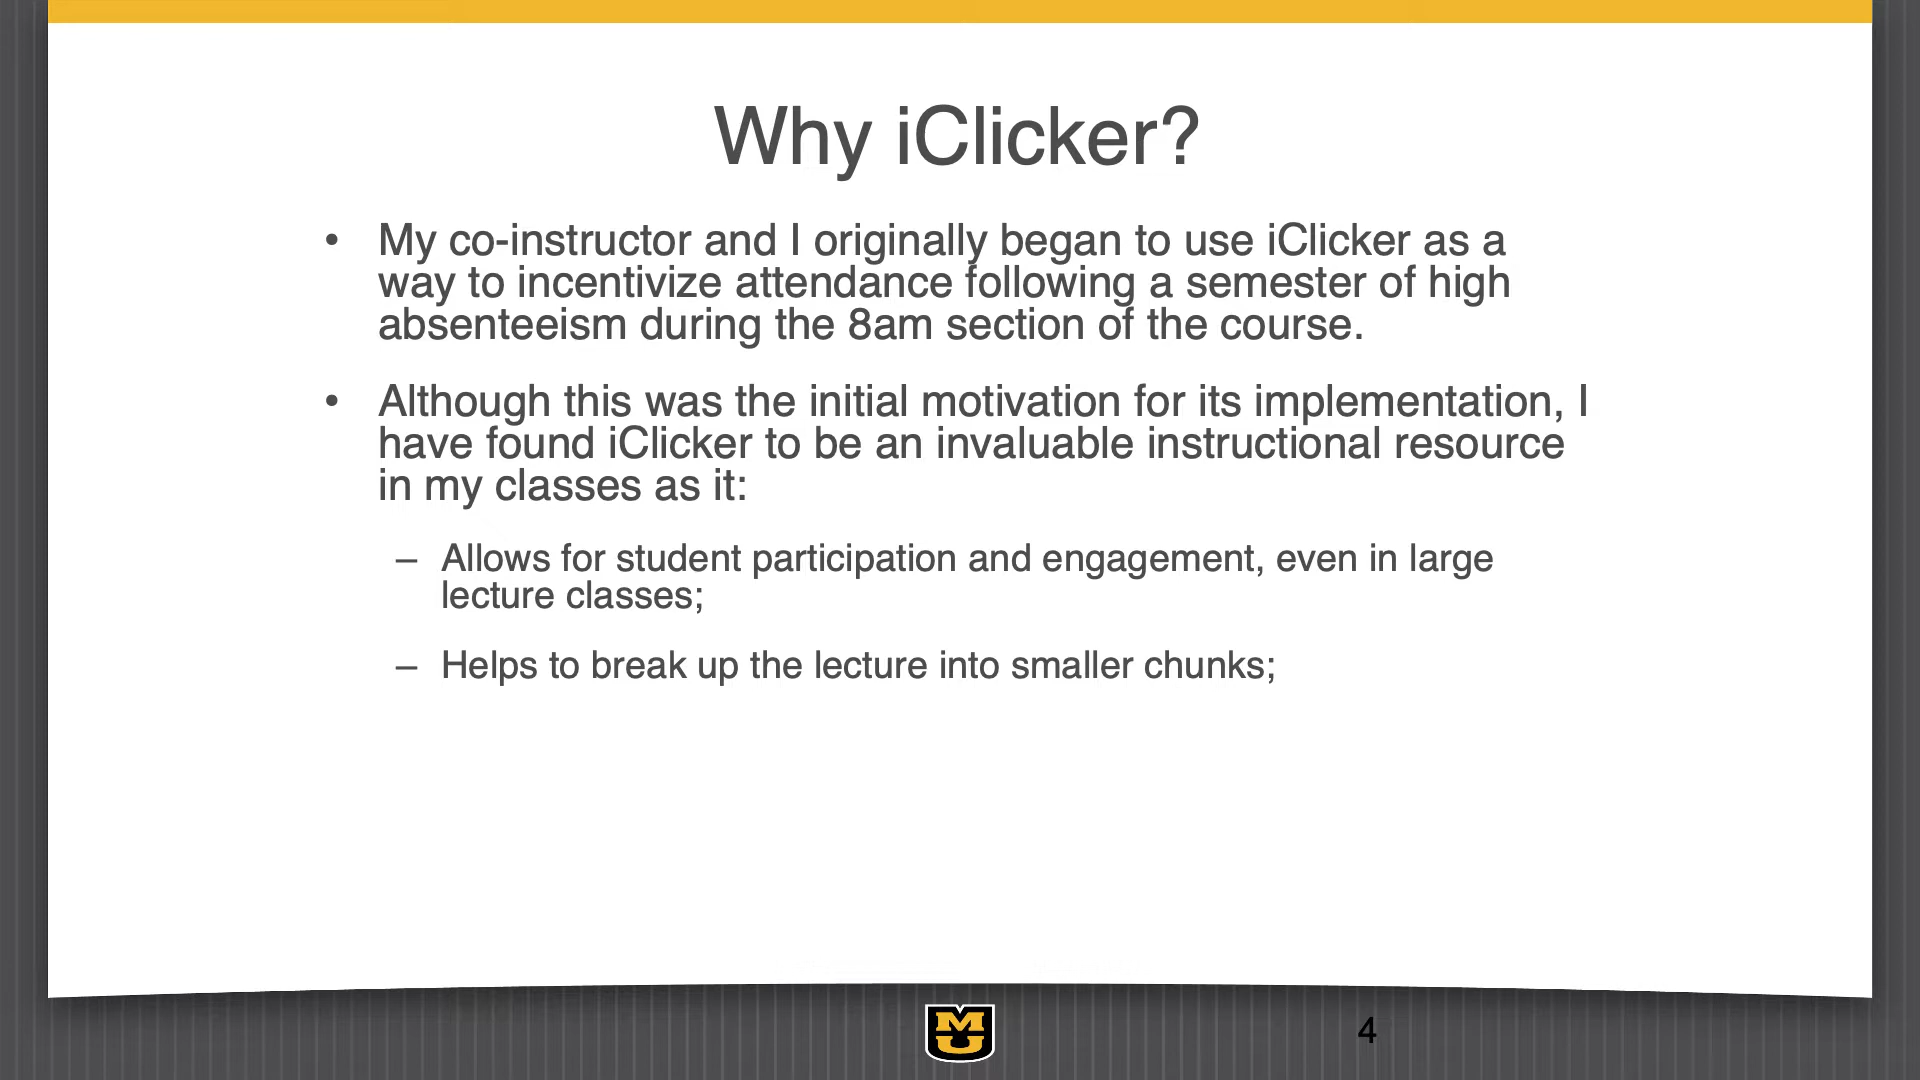 Why iClicker?
• My co-instructor and I originally began to use iClicker as a
way to incentivize attendance following a semester of high
absenteeism during the 8am section of the course.
• Although this was the initial motivation for its implementation, I
have found iClicker to be an invaluable instructional resource
in my classes as it:
– Allows for student participation and engagement, even in large
lecture classes;
– Helps to break up the lecture into smaller chunks;
MU
4